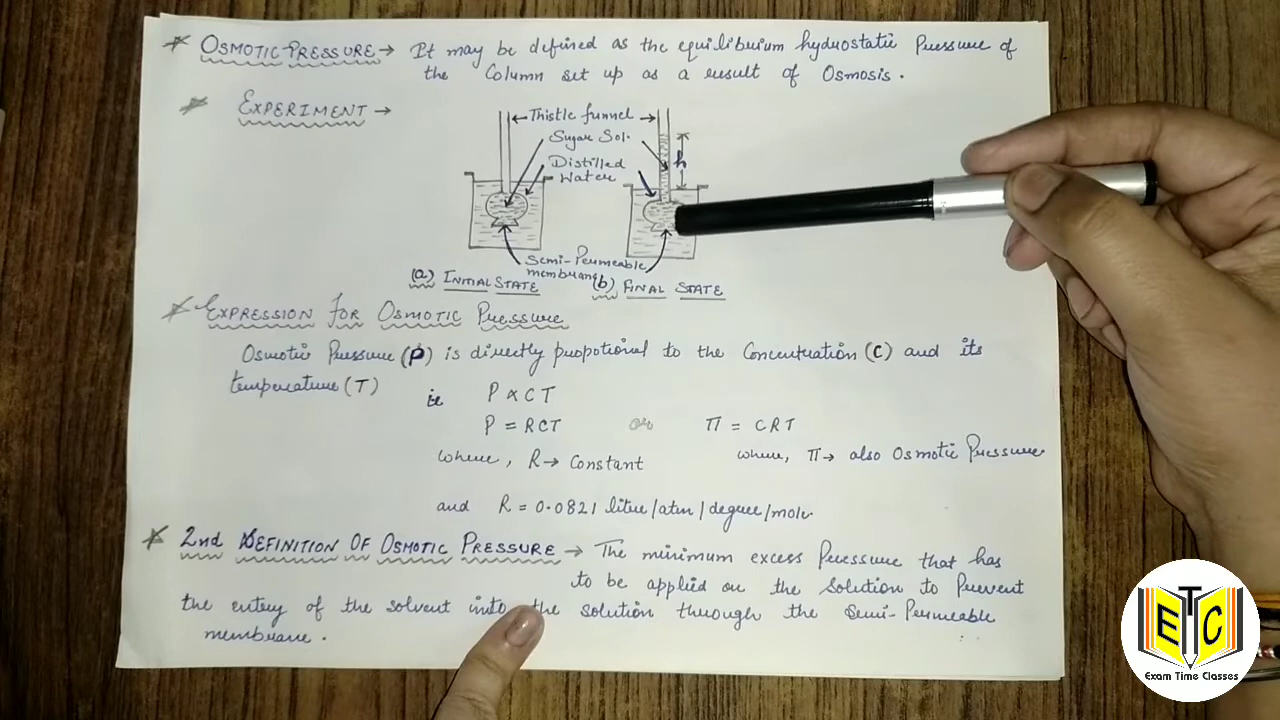 * OSMOTIC PRESSURE → It may be defined as the equilibrium hydrostatic Pressure of
the Column set up as a result of Osmosis.
* EXPERIMENT →
← Thistle funnel →
Sugar Sol.
Distilled
Water
h
Semi-Permeable
membrane
(a) INITIAL STATE
(b) FINAL STATE
* EXPRESSION FOR OSMOTIC PRESSURE
Osmotic Pressure (P) is directly propotional to the Concentration (C) and its
temperature (T)
ie P ∝ CT
P = RCT or π = CRT
where, R → Constant
where, π → also Osmotic Pressure.
and R = 0.0821 litre/atm/degree/mole.
* 2nd DEFINITION OF OSMOTIC PRESSURE → The minimum excess Pressure that has
to be applied on the solution to Prevent
the entery of the solvent into the solution through the Semi-Permeable
membrane.
ETC
Exam Time Classes